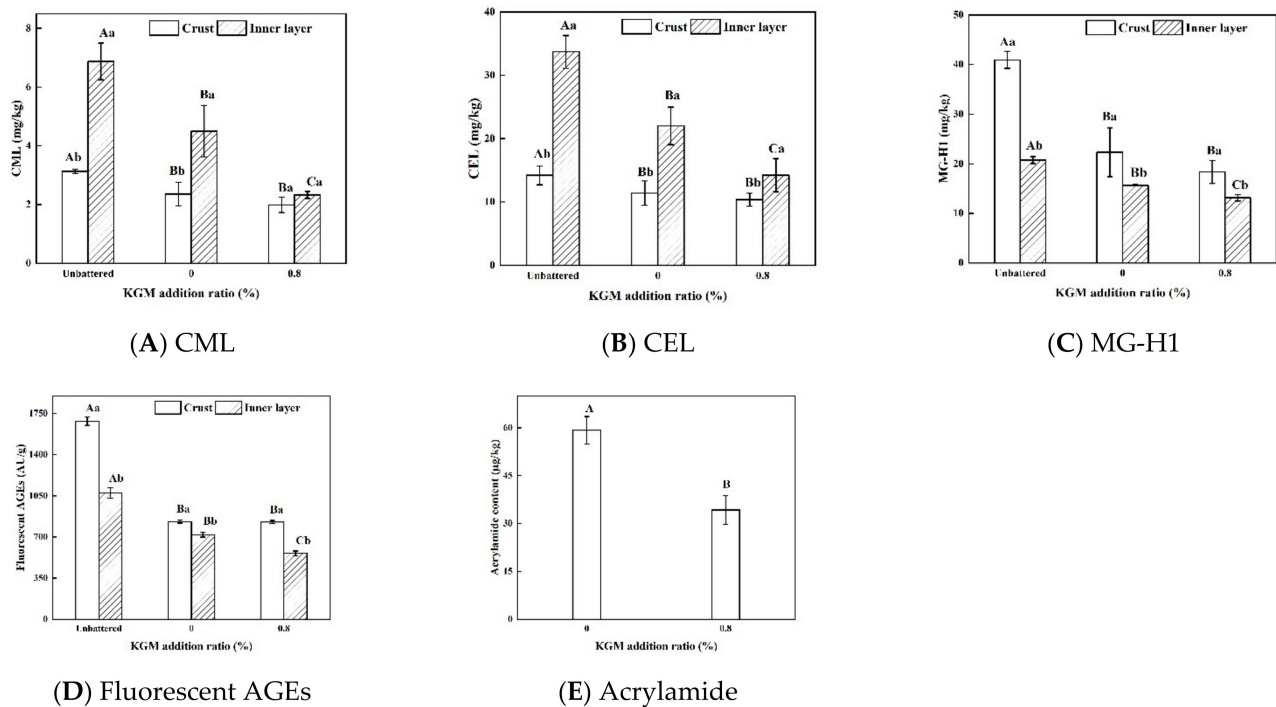 8
6
4
2
0
CML (mg/kg)
Crust Inner layer
Aa
Ab
Ba
Bb
Ba Ca
Unbattered 0 0.8
KGM addition ratio (%)
(A) CML
40
30
20
10
0
CEL (mg/kg)
Crust Inner layer
Aa
Ab
Ba
Bb
Ca
Bb
Unbattered 0 0.8
KGM addition ratio (%)
(B) CEL
50
40
30
20
10
0
MG-H1 (mg/kg)
Crust Inner layer
Aa
Ab
Ba
Bb
Ba
Cb
Unbattered 0 0.8
KGM addition ratio (%)
(C) MG-H1
1750
1400
1050
700
350
0
Fluorescent AGEs (AU/g)
Crust Inner layer
Aa
Ab
Ba Bb
Ba
Cb
Unbattered 0 0.8
KGM addition ratio (%)
(D) Fluorescent AGEs
60
45
30
15
0
Acrylamide content (μg/kg)
A
B
0 0.8
KGM addition ratio (%)
(E) Acrylamide